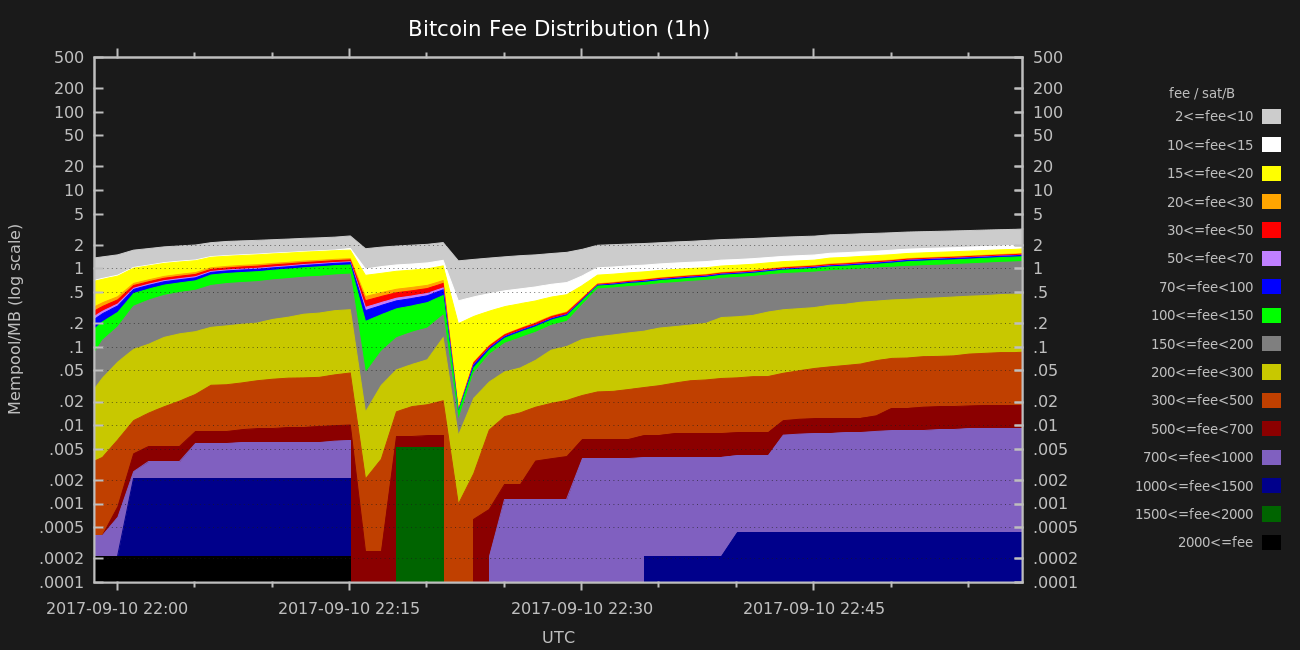 Bitcoin Fee Distribution (1h)
500
200
100
50
20
10
5
2
1
.5
.2
.1
.05
.02
.01
.005
.002
.001
.0005
.0002
.0001
Mempool/MB (log scale)
500
200
100
50
20
10
5
2
1
.5
.2
.1
.05
.02
.01
.005
.002
.001
.0005
.0002
.0001
2017-09-10 22:00
2017-09-10 22:15
2017-09-10 22:30
2017-09-10 22:45
UTC
fee / sat/B
2<=fee<10
10<=fee<15
15<=fee<20
20<=fee<30
30<=fee<50
50<=fee<70
70<=fee<100
100<=fee<150
150<=fee<200
200<=fee<300
300<=fee<500
500<=fee<700
700<=fee<1000
1000<=fee<1500
1500<=fee<2000
2000<=fee